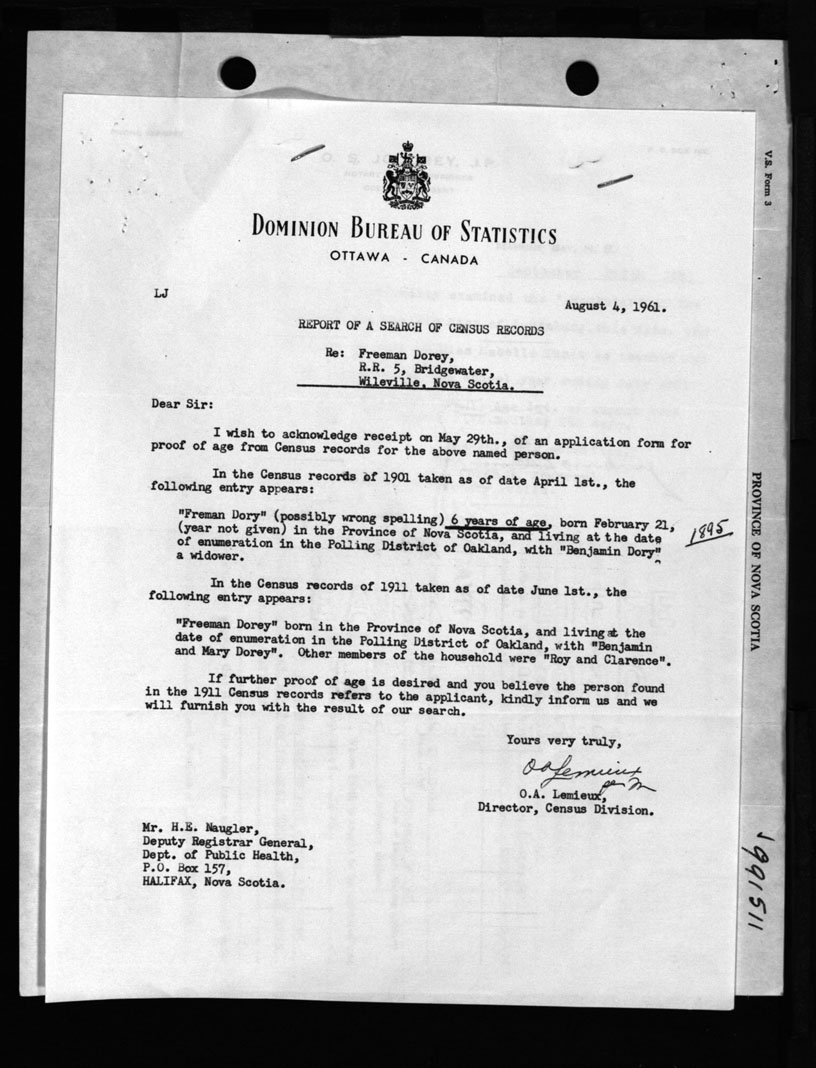 V.S. Form 3
DOMINION BUREAU OF STATISTICS
OTTAWA - CANADA
LJ
August 4, 1961.
REPORT OF A SEARCH OF CENSUS RECORDS
Re: Freeman Dorey,
R.R. 5, Bridgewater,
Wileville, Nova Scotia.
Dear Sir:
I wish to acknowledge receipt on May 29th., of an application form for
proof of age from Census records for the above named person.
In the Census records of 1901 taken as of date April 1st., the
following entry appears:
"Freman Dory" (possibly wrong spelling) 6 years of age, born February 21,
(year not given) in the Province of Nova Scotia, and living at the date
1895
of enumeration in the Polling District of Oakland, with "Benjamin Dory"
a widower.
In the Census records of 1911 taken as of date June 1st., the
following entry appears:
"Freeman Dorey" born in the Province of Nova Scotia, and living at the
date of enumeration in the Polling District of Oakland, with "Benjamin
and Mary Dorey". Other members of the household were "Roy and Clarence".
If further proof of age is desired and you believe the person found
in the 1911 Census records refers to the applicant, kindly inform us and we
will furnish you with the result of our search.
Yours very truly,
OALemieux
per M
O.A. Lemieux,
Director, Census Division.
Mr. H.E. Naugler,
Deputy Registrar General,
Dept. of Public Health,
P.O. Box 157,
HALIFAX, Nova Scotia.
PROVINCE OF NOVA SCOTIA